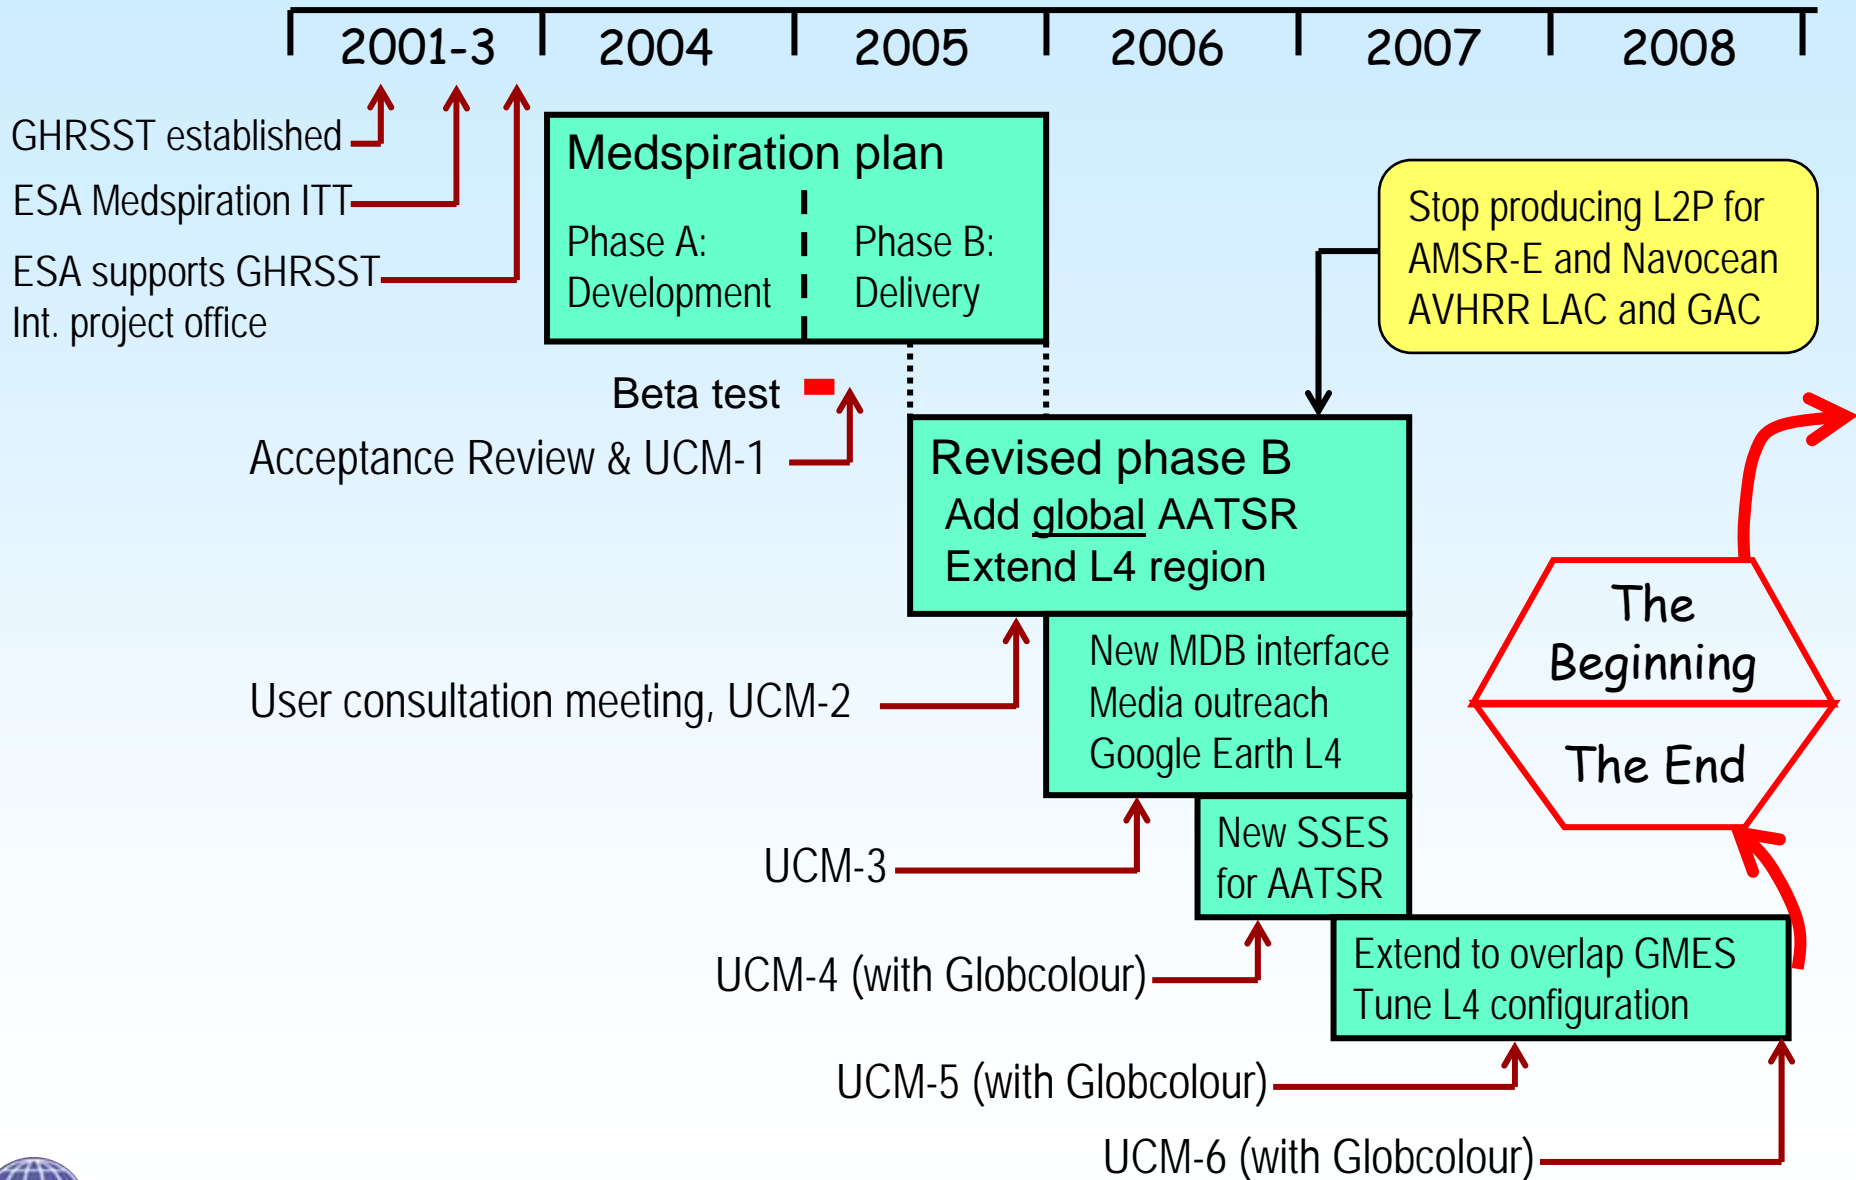 2001-3 2004 2005 2006 2007 2008
GHRSST established
ESA Medspiration ITT
ESA supports GHRSST
Int. project office
Medspiration plan
Phase A:
Development
Phase B:
Delivery
Stop producing L2P for
AMSR-E and Navocean
AVHRR LAC and GAC
Beta test
Acceptance Review & UCM-1
Revised phase B
Add global AATSR
Extend L4 region
User consultation meeting, UCM-2
New MDB interface
Media outreach
Google Earth L4
The
Beginning
The End
UCM-3
New SSES
for AATSR
UCM-4 (with Globcolour)
Extend to overlap GMES
Tune L4 configuration
UCM-5 (with Globcolour)
UCM-6 (with Globcolour)